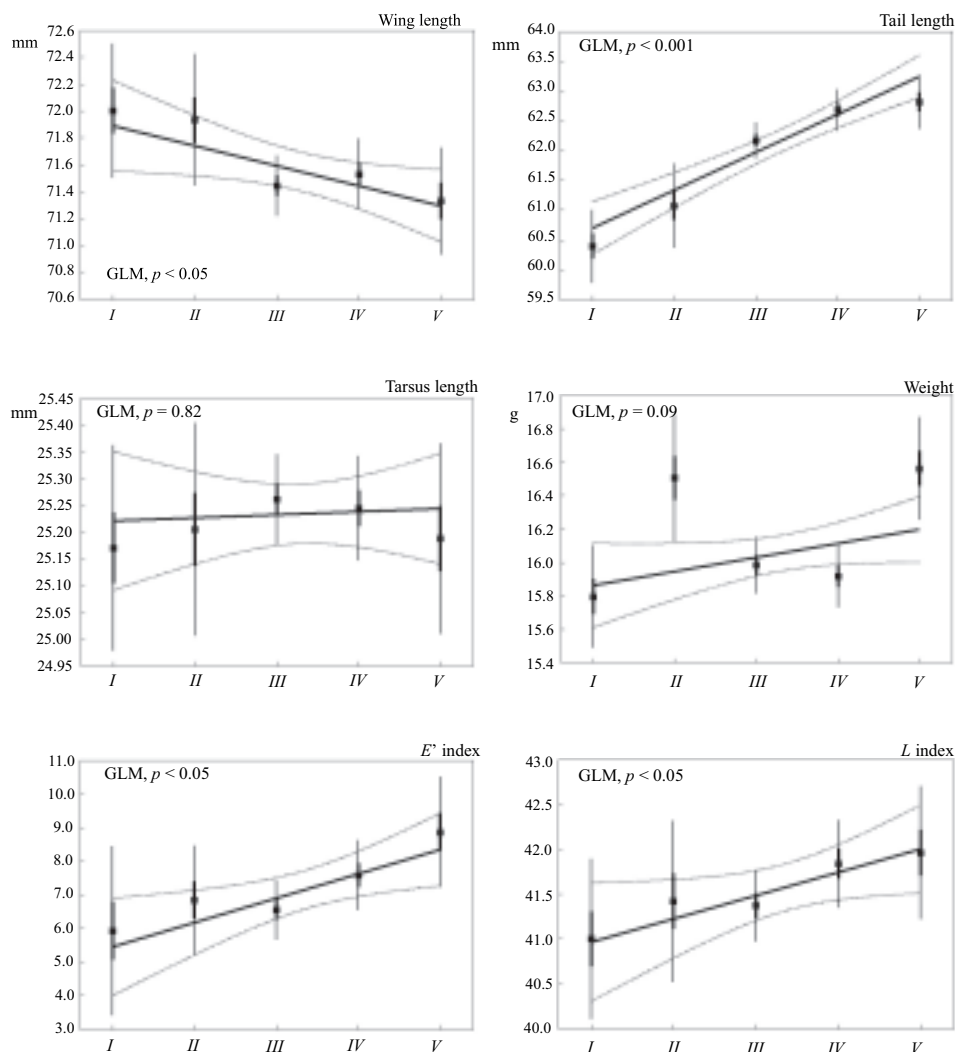 Wing length
mm
72.6
72.4
72.2
72.0
71.8
71.6
71.4
71.2
71.0
70.8
70.6
GLM, p < 0.05
I II III IV V
Tail length
mm
64.0
63.5
63.0
62.5
62.0
61.5
61.0
60.5
60.0
59.5
GLM, p < 0.001
I II III IV V
Tarsus length
mm
25.45
25.40
25.35
25.30
25.25
25.20
25.15
25.10
25.05
25.00
24.95
GLM, p = 0.82
I II III IV V
Weight
g
17.0
16.8
16.6
16.4
16.2
16.0
15.8
15.6
15.4
GLM, p = 0.09
I II III IV V
E’ index
11.0
10.0
9.0
8.0
7.0
6.0
5.0
4.0
3.0
GLM, p < 0.05
I II III IV V
L index
43.0
42.5
42.0
41.5
41.0
40.5
40.0
GLM, p < 0.05
I II III IV V